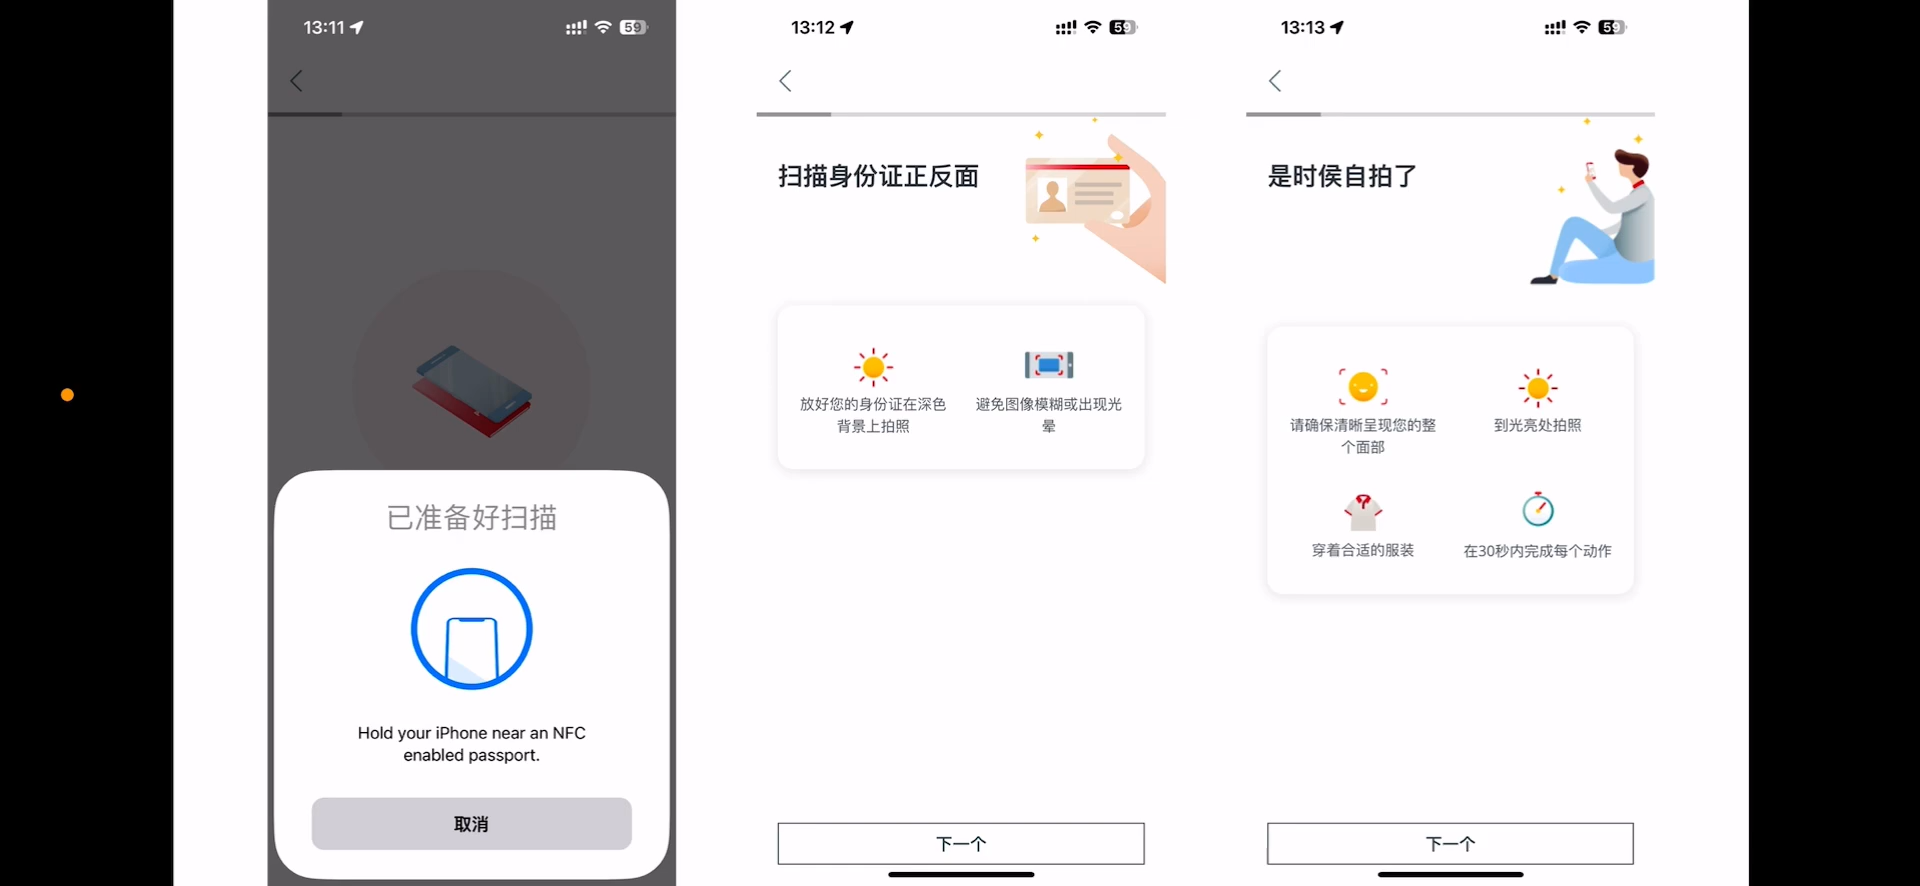 13:11
59
已准备好扫描
Hold your iPhone near an NFC
enabled passport.
取消
13:12
59
扫描身份证正反面
放好您的身份证在深色
背景上拍照
避免图像模糊或出现光
晕
下一个
13:13
59
是时侯自拍了
请确保清晰呈现您的整
个面部
到光亮处拍照
穿着合适的服装
在30秒内完成每个动作
下一个